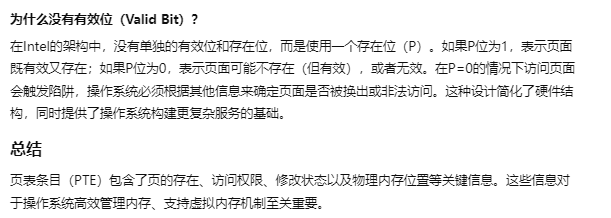 为什么没有有效位（Valid Bit）？
在Intel的架构中，没有单独的有效位和存在位，而是使用一个存在位（P）。如果P位为1，表示页面
既有效又存在；如果P位为0，表示页面可能不存在（但有效），或者无效。在P=0的情况下访问页面
会触发陷阱，操作系统必须根据其他信息来确定页面是否被换出或非法访问。这种设计简化了硬件结
构，同时提供了操作系统构建更复杂服务的基础。
总结
页表条目（PTE）包含了页的存在、访问权限、修改状态以及物理内存位置等关键信息。这些信息对
于操作系统高效管理内存、支持虚拟内存机制至关重要。